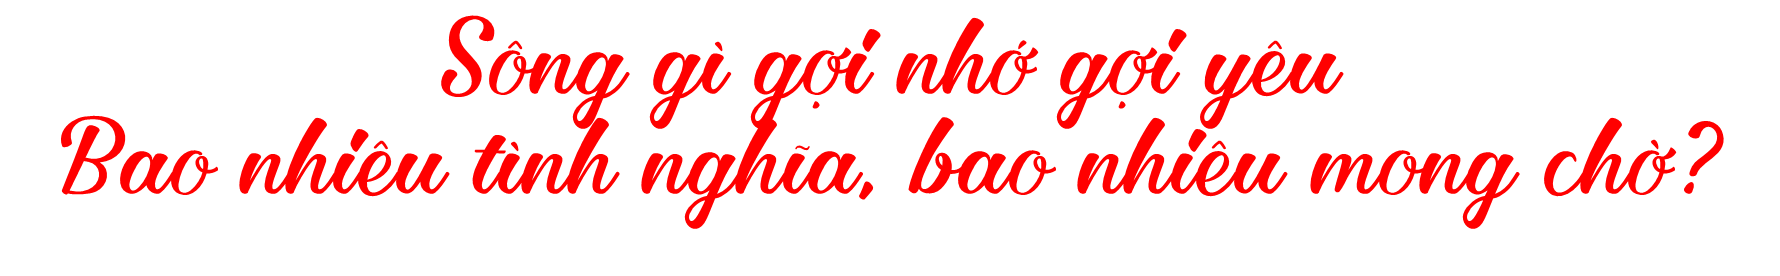 Sông gì gợi nhớ gợi yêu
Bao nhiêu tình nghĩa, bao nhiêu mong chờ?